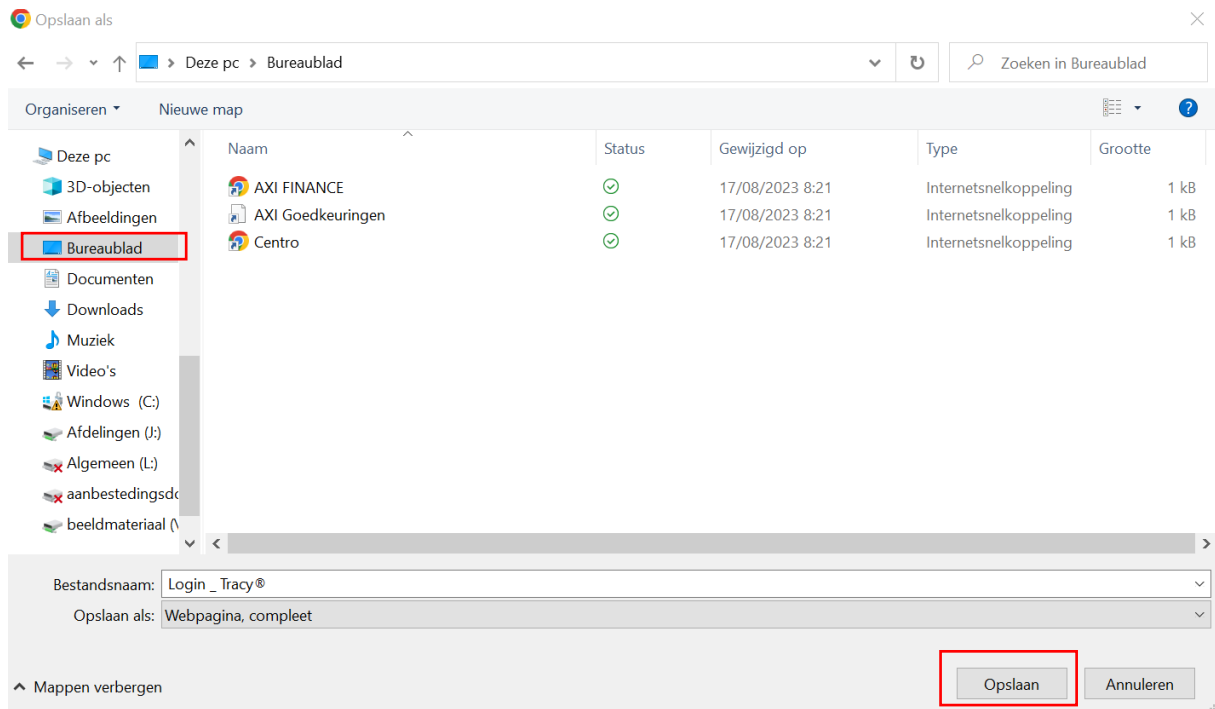 Opslaan als
Deze pc > Bureaublad
Zoeken in Bureaublad
Organiseren
Nieuwe map
?
Naam Status Gewijzigd op Type Grootte
Deze pc
3D-objecten
Afbeeldingen
Bureaublad
Documenten
Downloads
Muziek
Video's
Windows (C:)
Afdelingen (J:)
Algemeen (L:)
aanbestedingsdo
beeldmateriaal (V
AXI FINANCE 17/08/2023 8:21 Internetsnelkoppeling 1 kB
AXI Goedkeuringen 17/08/2023 8:21 Internetsnelkoppeling 1 kB
Centro 17/08/2023 8:21 Internetsnelkoppeling 1 kB
Bestandsnaam: Login _ Tracy®
Opslaan als: Webpagina, compleet
Mappen verbergen
Opslaan
Annuleren